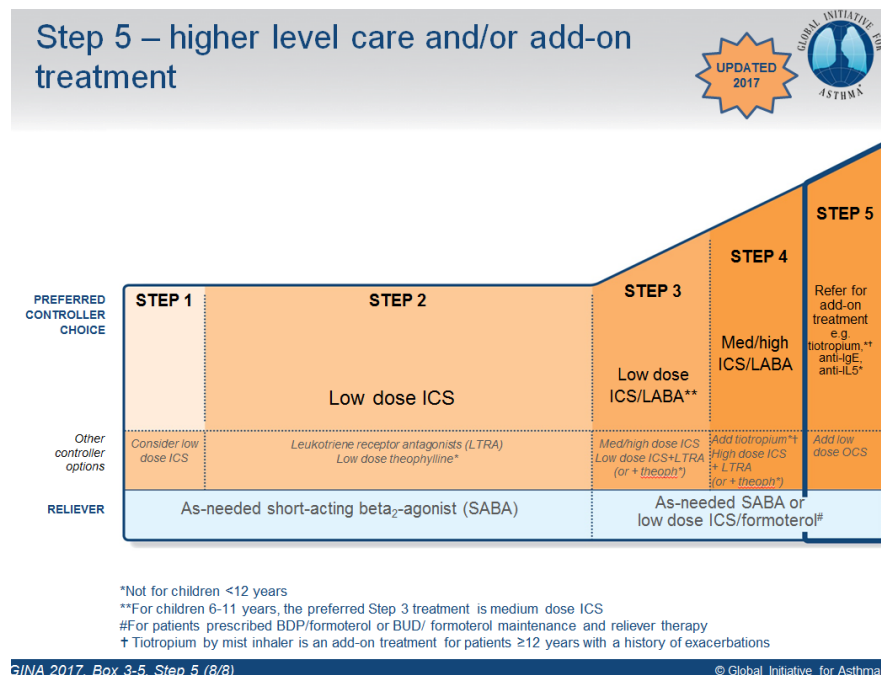 Step 5 – higher level care and/or add-on
treatment
UPDATED
2017
GLOBAL INITIATIVE FOR
ASTHMA
PREFERRED
CONTROLLER
CHOICE
STEP 1
STEP 2
Low dose ICS
STEP 3
Low dose
ICS/LABA**
STEP 4
Med/high
ICS/LABA
STEP 5
Refer for
add-on
treatment
e.g.
tiotropium,*†
anti-IgE,
anti-IL5*
Other
controller
options
Consider low
dose ICS
Leukotriene receptor antagonists (LTRA)
Low dose theophylline*
Med/high dose ICS
Low dose ICS+LTRA
(or + theoph*)
Add tiotropium*†
High dose ICS
+ LTRA
(or + theoph*)
Add low
dose OCS
RELIEVER
As-needed short-acting beta2-agonist (SABA)
As-needed SABA or
low dose ICS/formoterol#
*Not for children <12 years
**For children 6-11 years, the preferred Step 3 treatment is medium dose ICS
#For patients prescribed BDP/formoterol or BUD/ formoterol maintenance and reliever therapy
† Tiotropium by mist inhaler is an add-on treatment for patients ≥12 years with a history of exacerbations
GINA 2017, Box 3-5, Step 5 (8/8)
© Global Initiative for Asthma